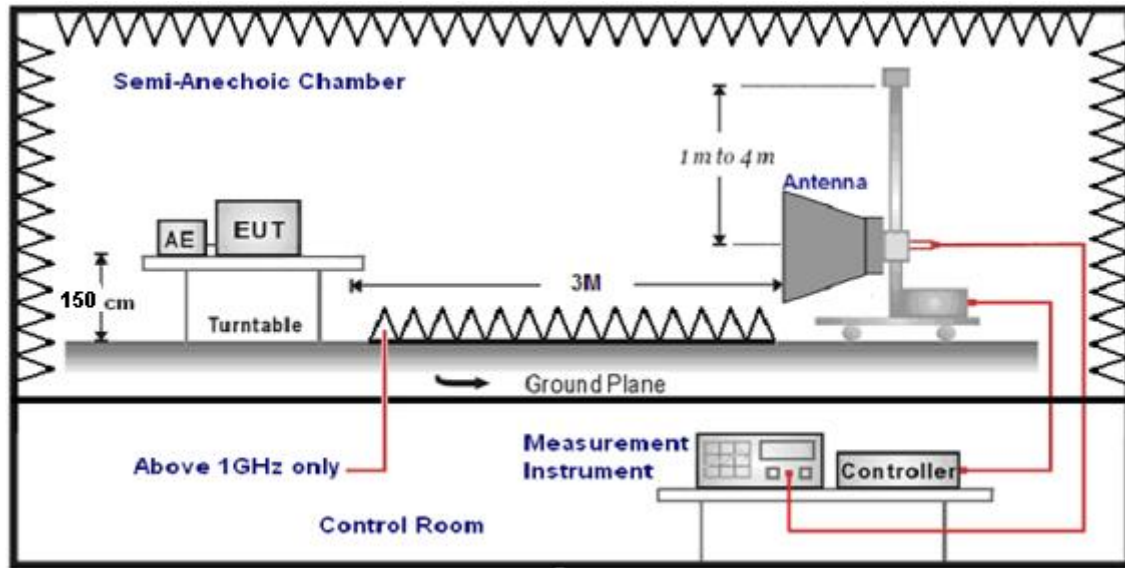 Semi-Anechoic Chamber
1 m to 4 m
Antenna
AE
EUT
150 cm
3M
Turntable
Ground Plane
Above 1GHz only
Measurement
Instrument
Controller
Control Room